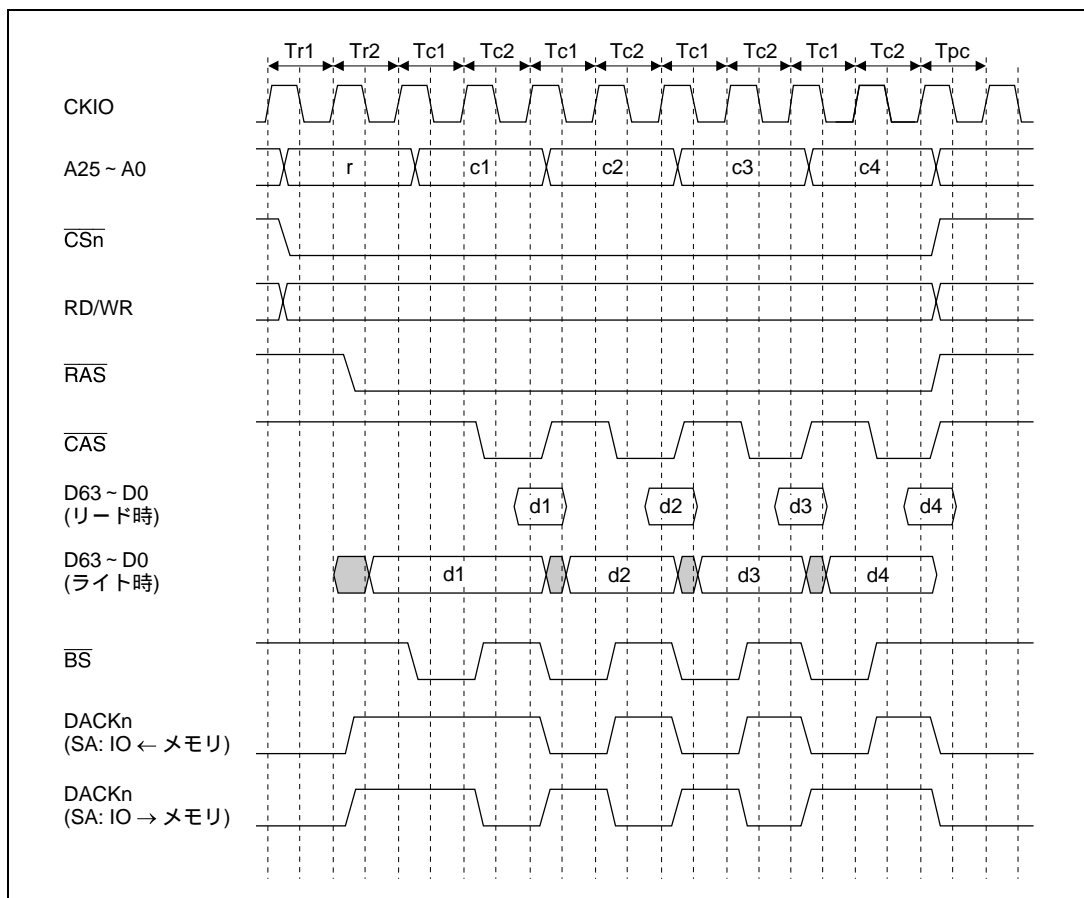 Tr1 Tr2 Tc1 Tc2 Tc1 Tc2 Tc1 Tc2 Tc1 Tc2 Tpc
CKIO
A25 ~ A0 r c1 c2 c3 c4
CSn
RD/WR
RAS
CAS
D63 ~ D0
(リード時) d1 d2 d3 d4
D63 ~ D0
(ライト時) d1 d2 d3 d4
BS
DACKn
(SA: IO ← メモリ)
DACKn
(SA: IO → メモリ)